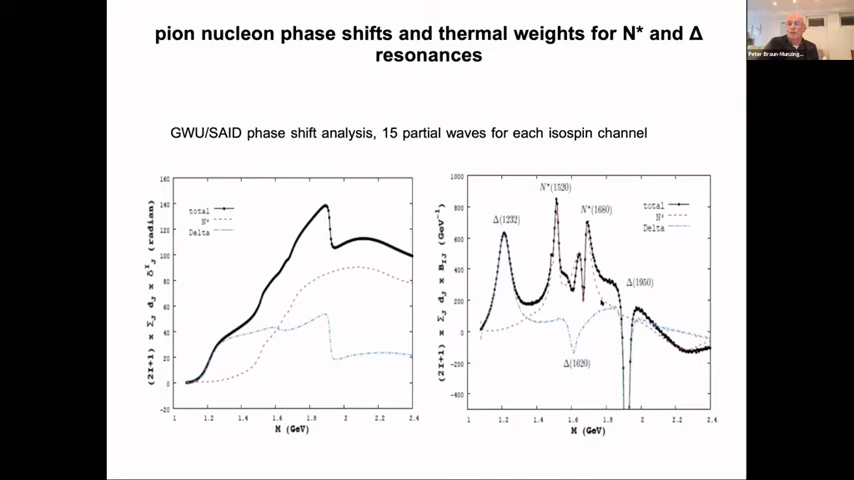 pion nucleon phase shifts and thermal weights for N* and Δ
resonances
Peter Braun-Munzing...
GWU/SAID phase shift analysis, 15 partial waves for each isospin channel
(2I+1) x Σ_J d_J x δ^I_J (radian)
160
140
120
100
80
60
40
20
0
-20
total
N*
Delta
1
1.2
1.4
1.6
1.8
2
2.2
2.4
M (GeV)
(2I+1) x Σ_J d_J x B_I,J (GeV⁻¹)
1000
800
600
400
200
0
-200
-400
Δ(1232)
N*(1520)
N*(1680)
total
N*
Delta
Δ(1950)
Δ(1620)
1
1.2
1.4
1.6
1.8
2
2.2
2.4
M (GeV)